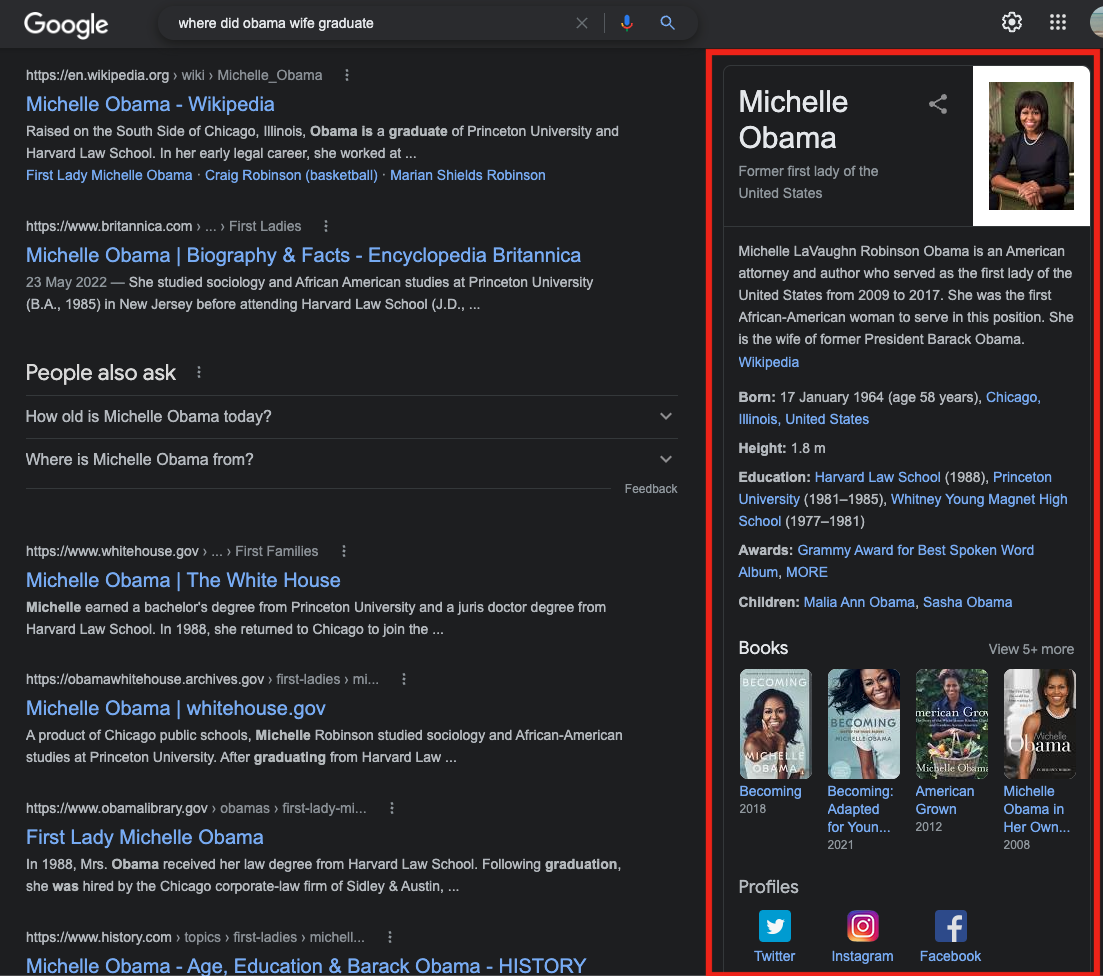 Google
where did obama wife graduate
https://en.wikipedia.org › wiki › Michelle_Obama
Michelle Obama - Wikipedia
Raised on the South Side of Chicago, Illinois, Obama is a graduate of Princeton University and
Harvard Law School. In her early legal career, she worked at ...
First Lady Michelle Obama · Craig Robinson (basketball) · Marian Shields Robinson
https://www.britannica.com › ... › First Ladies
Michelle Obama | Biography & Facts - Encyclopedia Britannica
23 May 2022 — She studied sociology and African American studies at Princeton University
(B.A., 1985) in New Jersey before attending Harvard Law School (J.D., ...
People also ask
How old is Michelle Obama today?
Where is Michelle Obama from?
Feedback
https://www.whitehouse.gov › ... › First Families
Michelle Obama | The White House
Michelle earned a bachelor's degree from Princeton University and a juris doctor degree from
Harvard Law School. In 1988, she returned to Chicago to join the ...
https://obamawhitehouse.archives.gov › first-ladies › mi...
Michelle Obama | whitehouse.gov
A product of Chicago public schools, Michelle Robinson studied sociology and African-American
studies at Princeton University. After graduating from Harvard Law ...
https://www.obamalibrary.gov › obamas › first-lady-mi...
First Lady Michelle Obama
In 1988, Mrs. Obama received her law degree from Harvard Law School. Following graduation,
she was hired by the Chicago corporate-law firm of Sidley & Austin, ...
https://www.history.com › topics › first-ladies › michell...
Michelle Obama - Age, Education & Barack Obama - HISTORY
Michelle
Obama
Former first lady of the
United States
Michelle LaVaughn Robinson Obama is an American
attorney and author who served as the first lady of the
United States from 2009 to 2017. She was the first
African-American woman to serve in this position. She
is the wife of former President Barack Obama.
Wikipedia
Born: 17 January 1964 (age 58 years), Chicago,
Illinois, United States
Height: 1.8 m
Education: Harvard Law School (1988), Princeton
University (1981–1985), Whitney Young Magnet High
School (1977–1981)
Awards: Grammy Award for Best Spoken Word
Album, MORE
Children: Malia Ann Obama, Sasha Obama
Books
View 5+ more
BECOMING
MICHELLE
OBAMA
BECOMING
MICHELLE OBAMA
merican Grow
Michelle Obama
Michelle
Obama
Becoming
2018
Becoming:
Adapted
for Youn...
2021
American
Grown
2012
Michelle
Obama in
Her Own...
2008
Profiles
Twitter
Instagram
Facebook